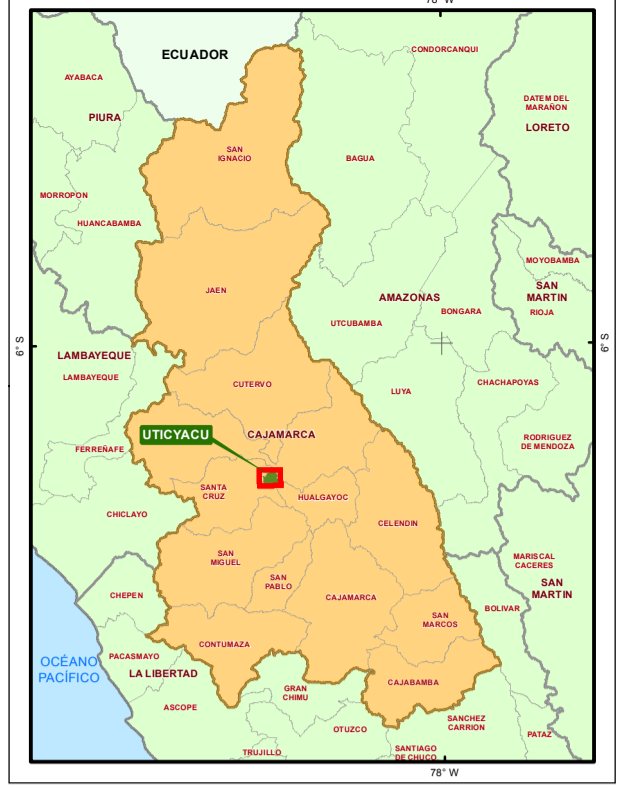 78° W
ECUADOR
CONDORCANQUI
AYABACA
DATEM DEL
MARAÑON
PIURA
LORETO
SAN
IGNACIO
BAGUA
MORROPON
HUANCABAMBA
MOYOBAMBA
SAN
MARTIN
JAEN
AMAZONAS
BONGARA
RIOJA
UTCUBAMBA
6° S
6° S
LAMBAYEQUE
LAMBAYEQUE
CUTERVO
CHACHAPOYAS
LUYA
UTICYACU
CAJAMARCA
FERREÑAFE
RODRIGUEZ
DE MENDOZA
SANTA
CRUZ
HUALGAYOC
CHICLAYO
CELENDIN
SAN
MIGUEL
MARISCAL
CACERES
SAN
PABLO
SAN
MARTIN
CHEPEN
CAJAMARCA
BOLIVAR
SAN
MARCOS
CONTUMAZA
OCÉANO
PACÍFICO
PACASMAYO
LA LIBERTAD
CAJABAMBA
GRAN
CHIMU
ASCOPE
SANCHEZ
CARRION
OTUZCO
PATAZ
TRUJILLO
SANTIAGO
DE CHUCO
78° W